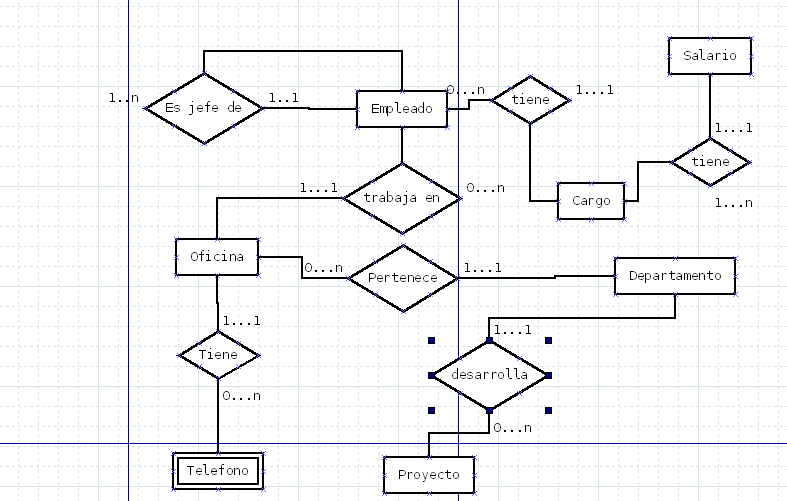 Salario
1..n
Es jefe de
1..1
Empleado
0...n
tiene
1...1
1...1
tiene
1...n
1...1
trabaja en
0...n
Cargo
Oficina
0...n
Pertenece
1...1
Departamento
1...1
Tiene
0...n
1...1
desarrolla
0...n
Telefono
Proyecto